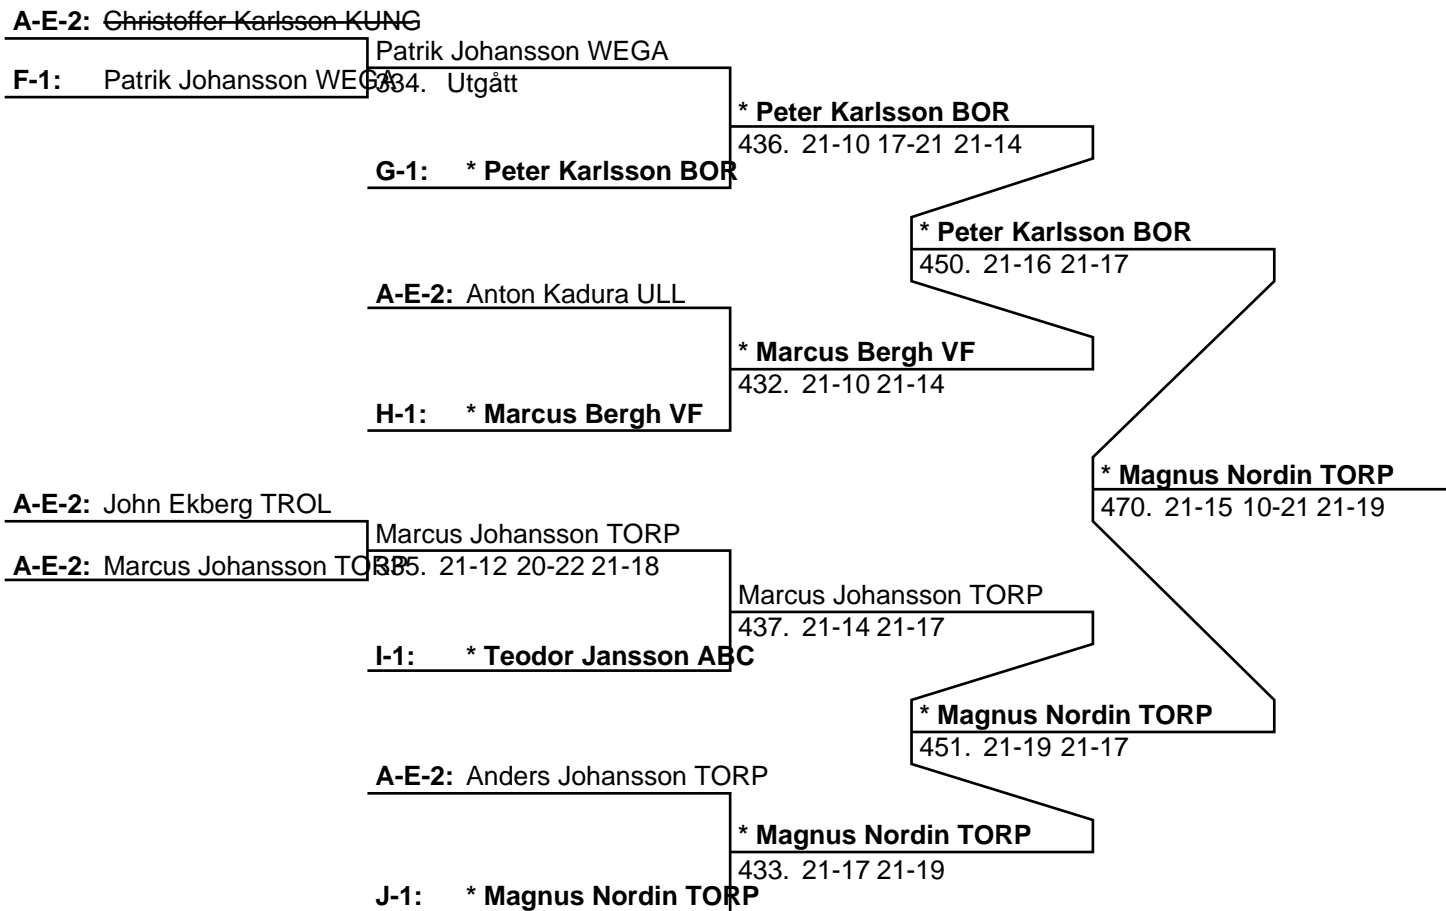 A-E-2: Christoffer Karlsson KUNG
Patrik Johansson WEGA
F-1: Patrik Johansson WEGA
334. Utgått
* Peter Karlsson BOR
436. 21-10 17-21 21-14
G-1: * Peter Karlsson BOR
* Peter Karlsson BOR
450. 21-16 21-17
A-E-2: Anton Kadura ULL
* Marcus Bergh VF
432. 21-10 21-14
H-1: * Marcus Bergh VF
* Magnus Nordin TORP
470. 21-15 10-21 21-19
A-E-2: John Ekberg TROL
Marcus Johansson TORP
A-E-2: Marcus Johansson TORP
335. 21-12 20-22 21-18
Marcus Johansson TORP
437. 21-14 21-17
I-1: * Teodor Jansson ABC
* Magnus Nordin TORP
451. 21-19 21-17
A-E-2: Anders Johansson TORP
* Magnus Nordin TORP
433. 21-17 21-19
J-1: * Magnus Nordin TORP